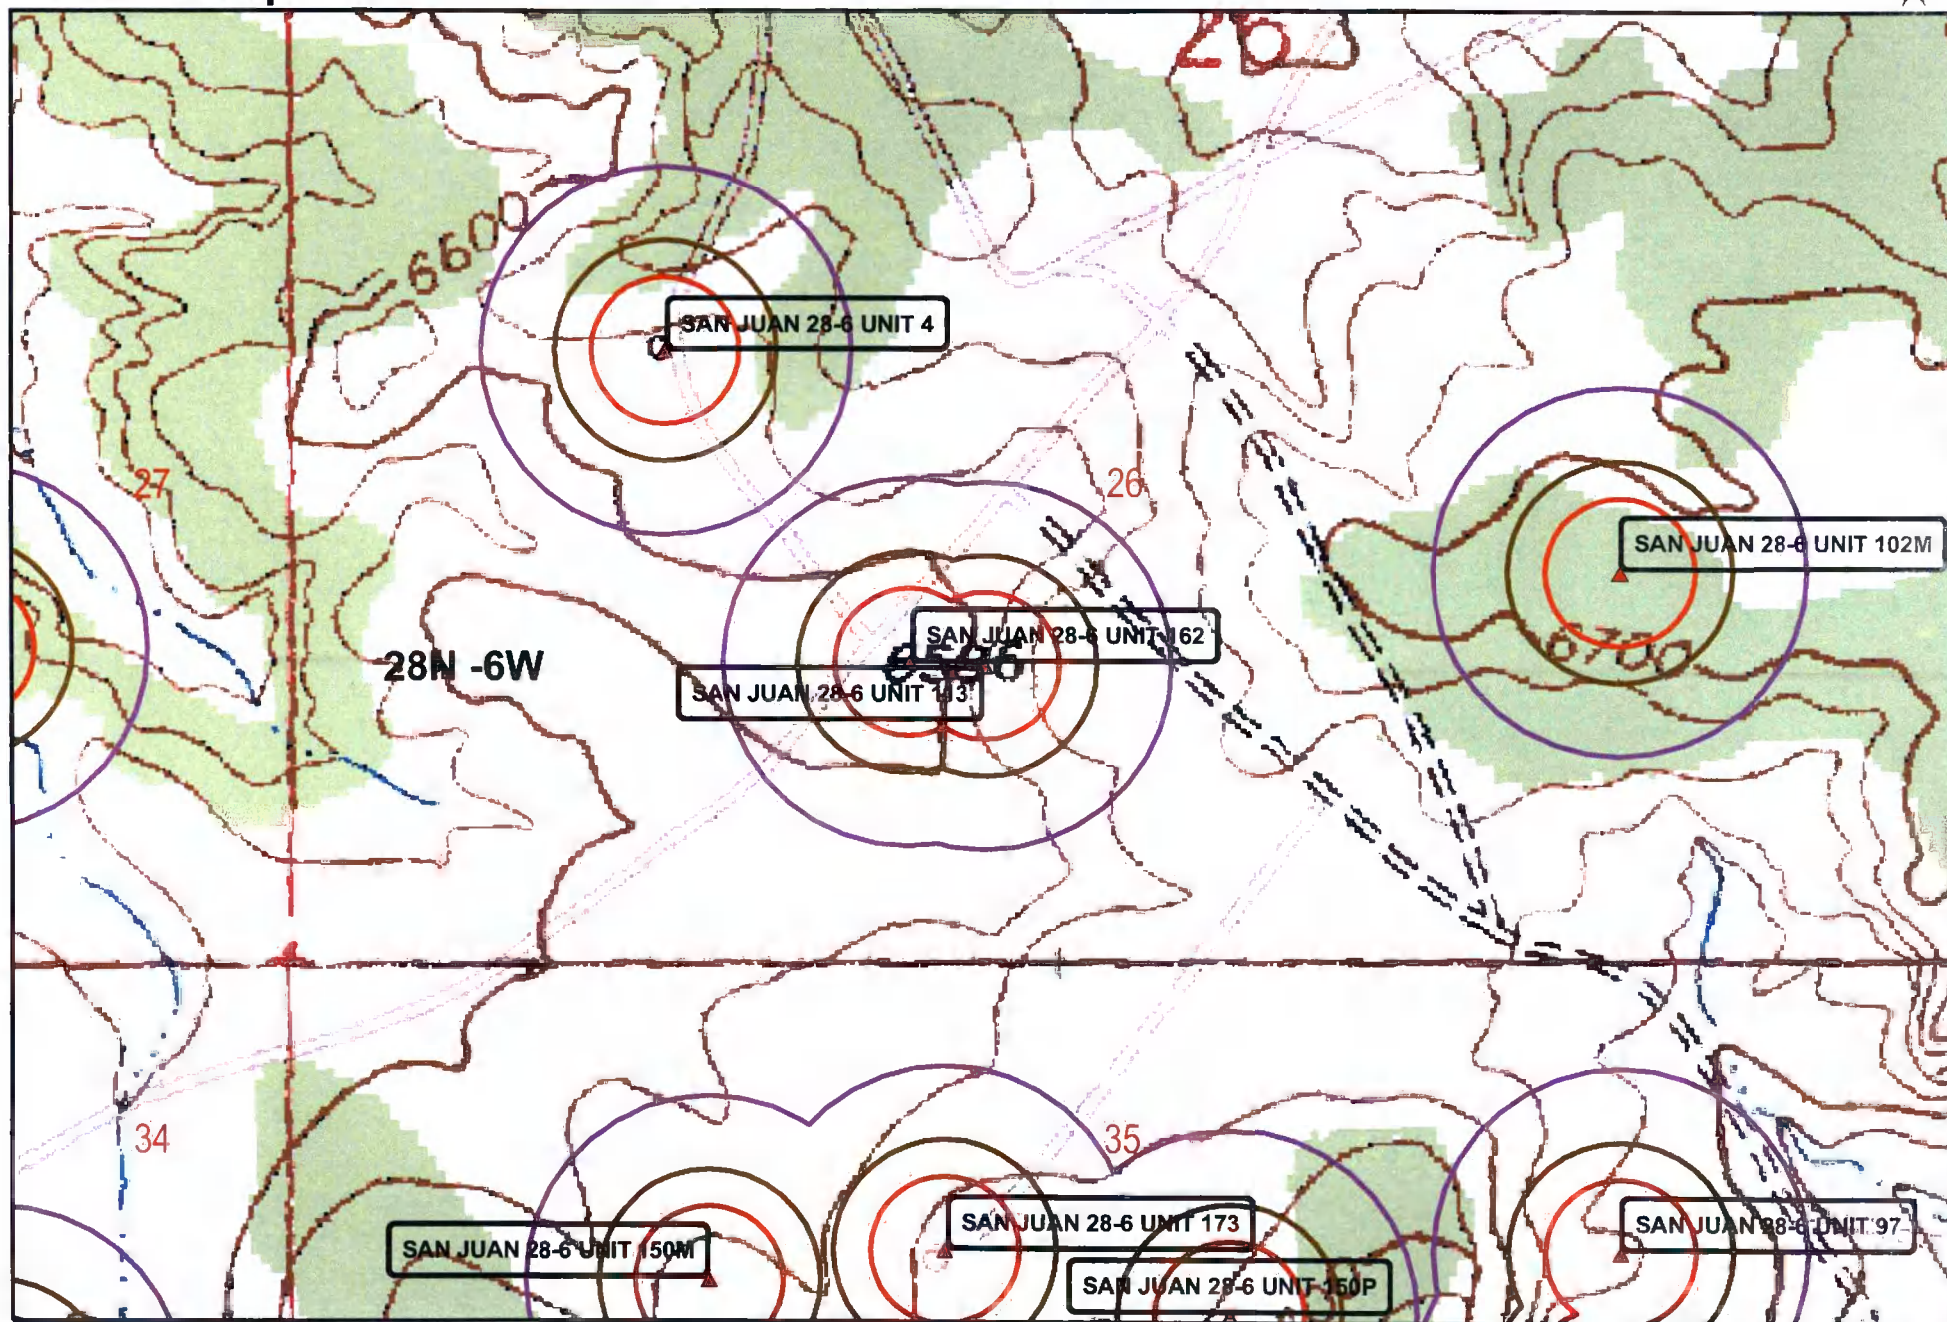 26
6600
SAN JUAN 28-6 UNIT 4
27
26
SAN JUAN 28-6 UNIT 102M
SAN JUAN 28-6 UNIT 162
28N -6W
6700
SAN JUAN 28-6 UNIT 113
34
35
SAN JUAN 28-6 UNIT 173
SAN JUAN 28-6 UNIT 97
SAN JUAN 28-6 UNIT 150M
SAN JUAN 28-6 UNIT 150P